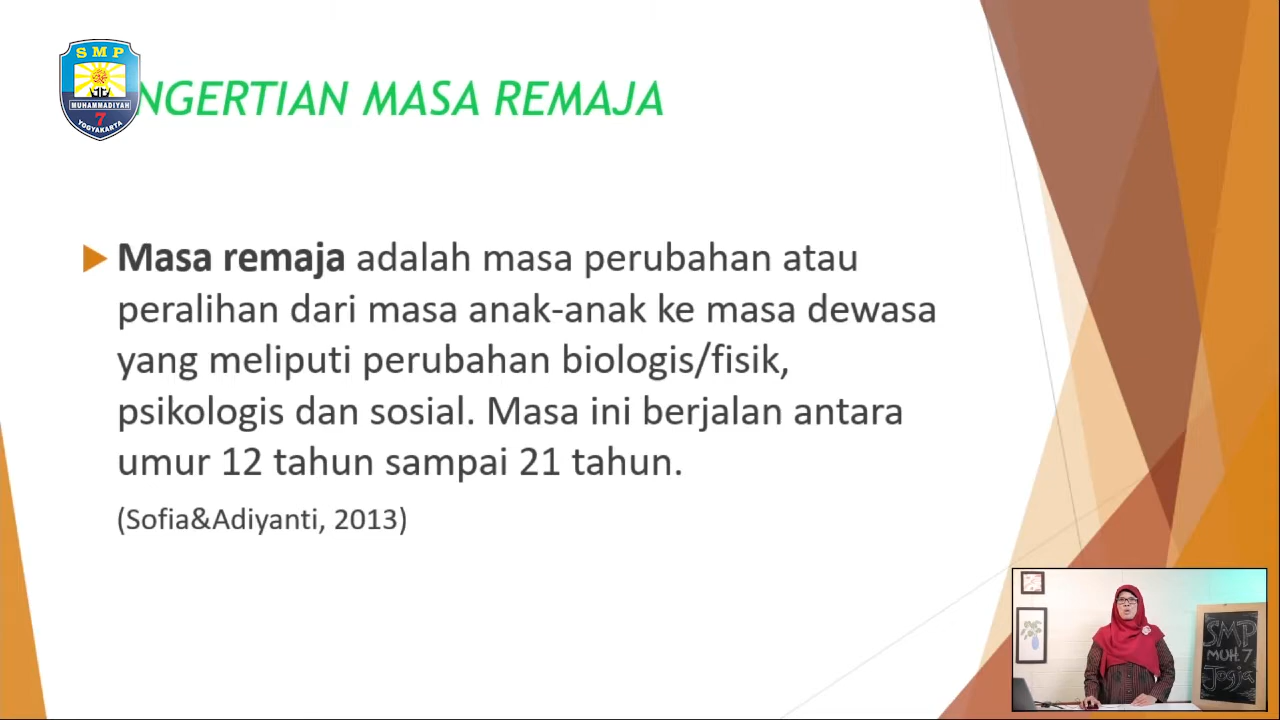 SMP
MUHAMMADIYAH
7
YOGYAKARTA
NGERTIAN MASA REMAJA
Masa remaja adalah masa perubahan atau
peralihan dari masa anak-anak ke masa dewasa
yang meliputi perubahan biologis/fisik,
psikologis dan sosial. Masa ini berjalan antara
umur 12 tahun sampai 21 tahun.
(Sofia&Adiyanti, 2013)
SMP
MUH.7
Jogja